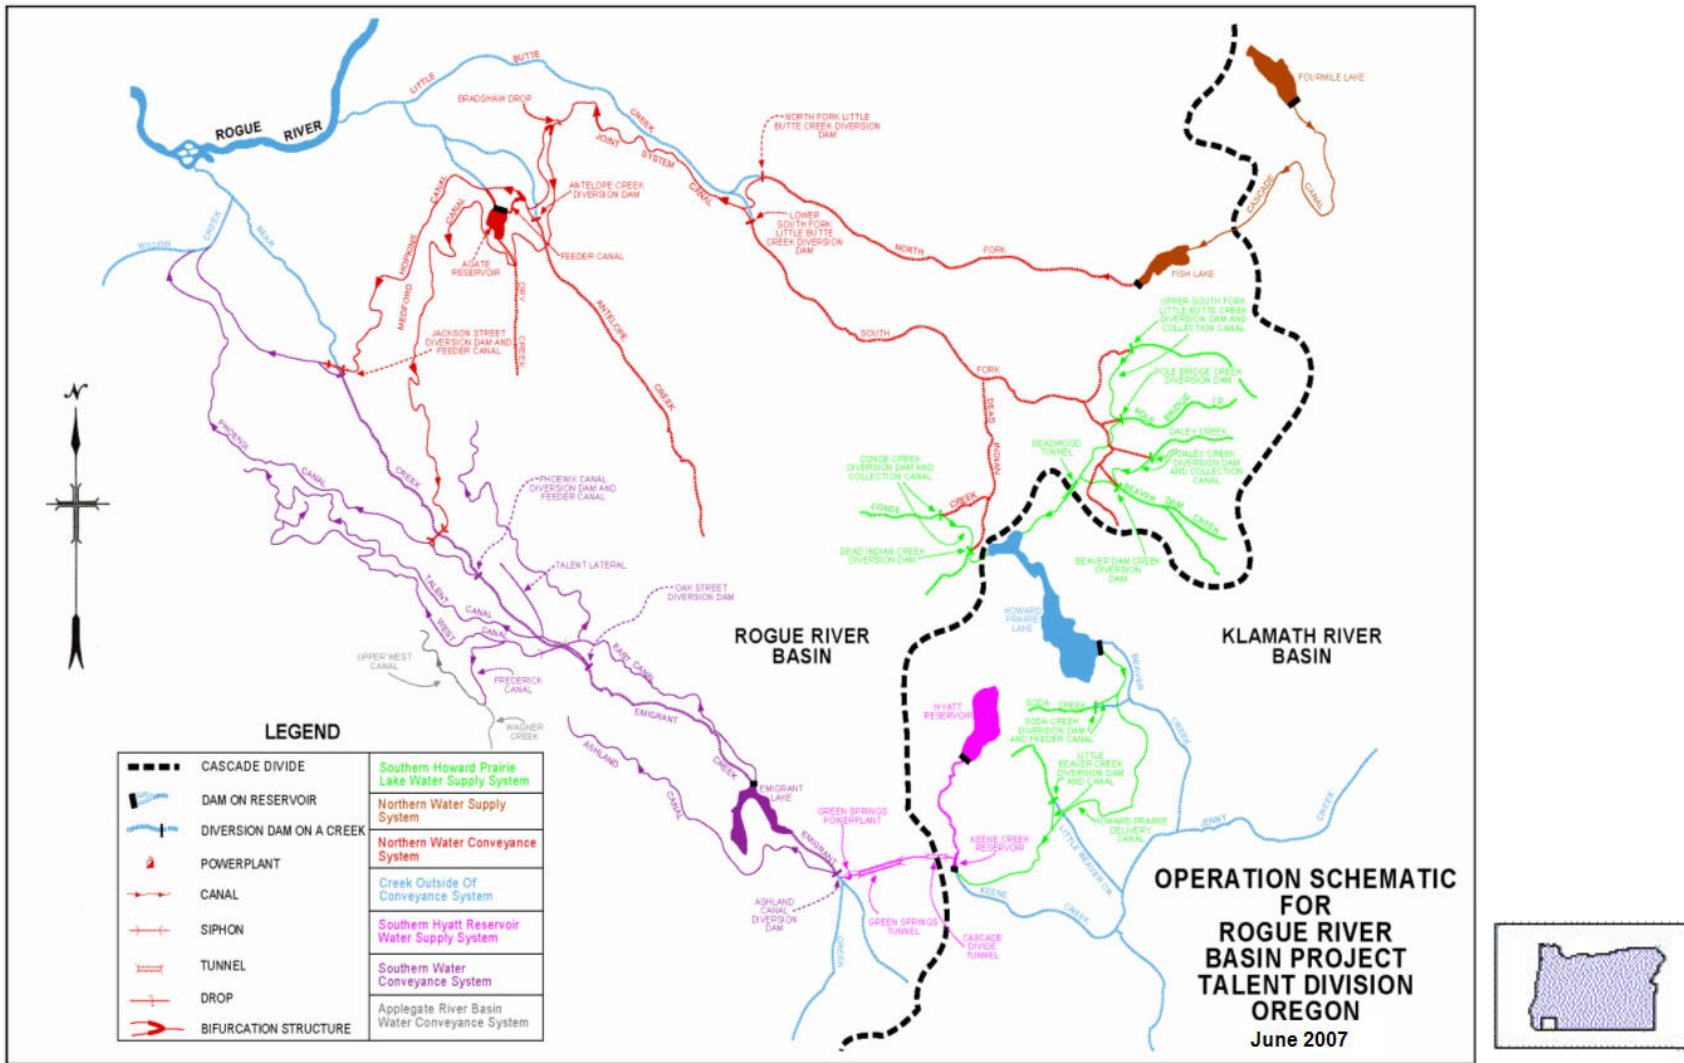 FOURMILE LAKE
LITTLE
BUTTE
CREEK
BRADSHAW DROP
ROGUE
RIVER
JOINT
SYSTEM
CANAL
NORTH FORK LITTLE
BUTTE CREEK DIVERSION
DAM
CASCADE
CANAL
ANTELOPE CREEK
DIVERSION DAM
CANAL
CANAL
HOPKINS
MEDFORD
LOWER
SOUTH FORK
LITTLE BUTTE
CREEK DIVERSION
DAM
NORTH
FORK
FISH LAKE
WILLOW
CREEK
BEAR
AGATE
RESERVOIR
FEEDER CANAL
DRY
CREEK
ANTELOPE
CREEK
UPPER SOUTH FORK
LITTLE BUTTE CREEK
DIVERSION DAM AND
COLLECTION CANAL
JACKSON STREET
DIVERSION DAM AND
FEEDER CANAL
SOUTH
FORK
POLE BRIDGE CREEK
DIVERSION DAM
POLE
BRIDGE
CR.
DEAD
INDIAN
CREEK
DALEY CREEK
DALEY CREEK
DIVERSION DAM
AND COLLECTION
CANAL
DEADWOOD
TUNNEL
BEAVER
DAM
CREEK
N
PHOENIX
CANAL
CREEK
PHOENIX CANAL
DIVERSION DAM AND
FEEDER CANAL
CONDE CREEK
DIVERSION DAM AND
COLLECTION CANAL
CONDE
DEAD INDIAN CREEK
DIVERSION DAM
BEAVER DAM CREEK
DIVERSION
DAM
TALENT LATERAL
OAK STREET
DIVERSION DAM
TALENT
CANAL
WEST
CANAL
EAST CANAL
HOWARD
PRAIRIE
LAKE
ROGUE RIVER
BASIN
KLAMATH RIVER
BASIN
UPPER WEST
CANAL
FREDERICK
CANAL
WAGNER
CREEK
EMIGRANT
CREEK
BEAVER
CREEK
HYATT
RESERVOIR
SODA
CREEK
SODA CREEK
DIVERSION DAM
AND FEEDER CANAL
LITTLE
BEAVER CREEK
DIVERSION DAM
AND CANAL
ASHLAND
CANAL
EMIGRANT
LAKE
EMIGRANT
GREEN SPRINGS
POWERPLANT
KEENE CREEK
RESERVOIR
HOWARD PRAIRIE
DELIVERY
CANAL
LITTLE BEAVER CR.
JENNY
CREEK
KEENE
CREEK
ASHLAND
CANAL
DIVERSION
DAM
GREEN SPRINGS
TUNNEL
CASCADE
DIVIDE
TUNNEL
LEGEND
CASCADE DIVIDE
DAM ON RESERVOIR
DIVERSION DAM ON A CREEK
POWERPLANT
CANAL
SIPHON
TUNNEL
DROP
BIFURCATION STRUCTURE
Southern Howard Prairie
Lake Water Supply System
Northern Water Supply
System
Northern Water Conveyance
System
Creek Outside Of
Conveyance System
Southern Hyatt Reservoir
Water Supply System
Southern Water
Conveyance System
Applegate River Basin
Water Conveyance System
OPERATION SCHEMATIC
FOR
ROGUE RIVER
BASIN PROJECT
TALENT DIVISION
OREGON
June 2007